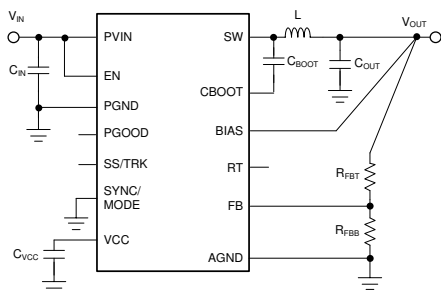 VIN
L
VOUT
PVIN
SW
CIN
CBOOT
COUT
EN
CBOOT
PGND
PGOOD
BIAS
SS/TRK
RT
RFBT
SYNC/
MODE
FB
RFBB
VCC
CVCC
AGND